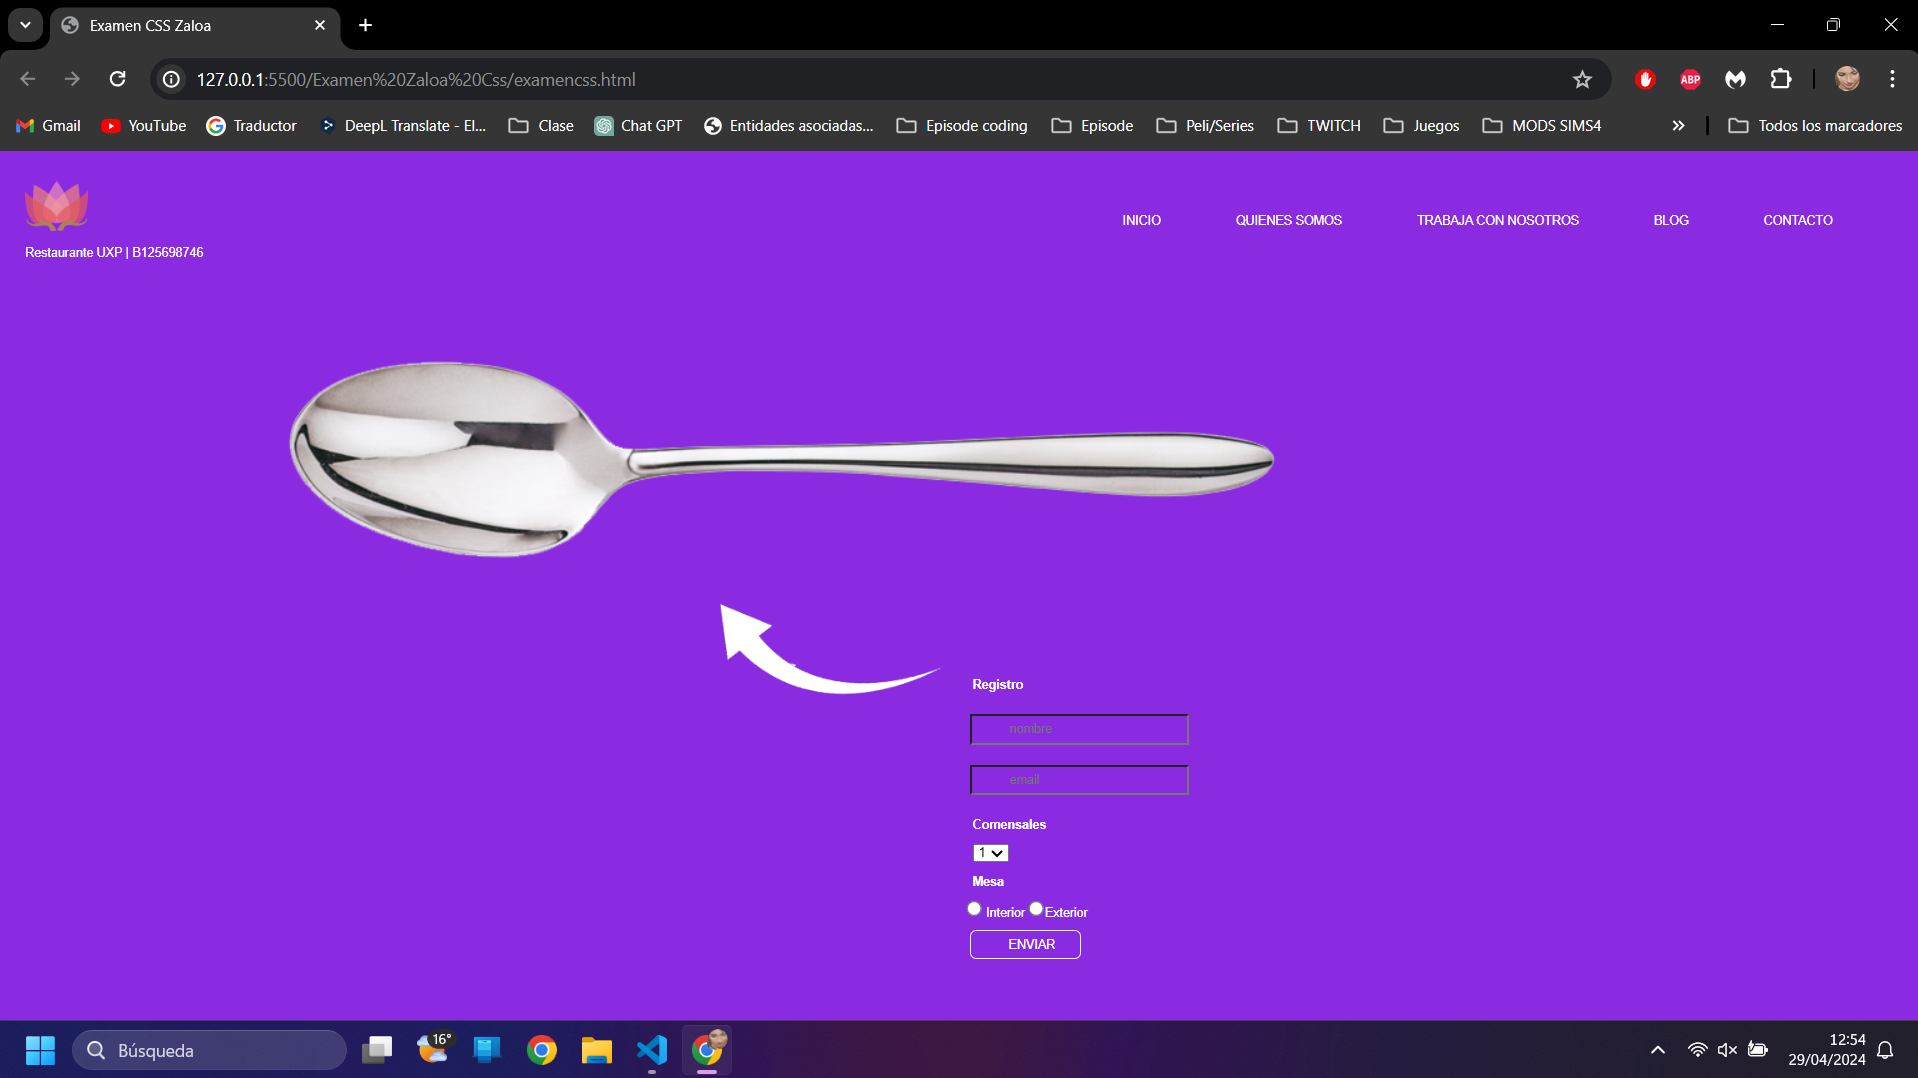 Examen CSS Zaloa
127.0.0.1:5500/Examen%20Zaloa%20Css/examencss.html
ABP
Gmail YouTube Traductor DeepL Translate - El... Clase Chat GPT Entidades asociadas... Episode coding Episode Peli/Series TWITCH Juegos MODS SIMS4 » Todos los marcadores
INICIO QUIENES SOMOS TRABAJA CON NOSOTROS BLOG CONTACTO
Restaurante UXP | B125698746
Registro
nombre
email
Comensales
1
Mesa
Interior Exterior
ENVIAR
Búsqueda
16°
12:54
29/04/2024